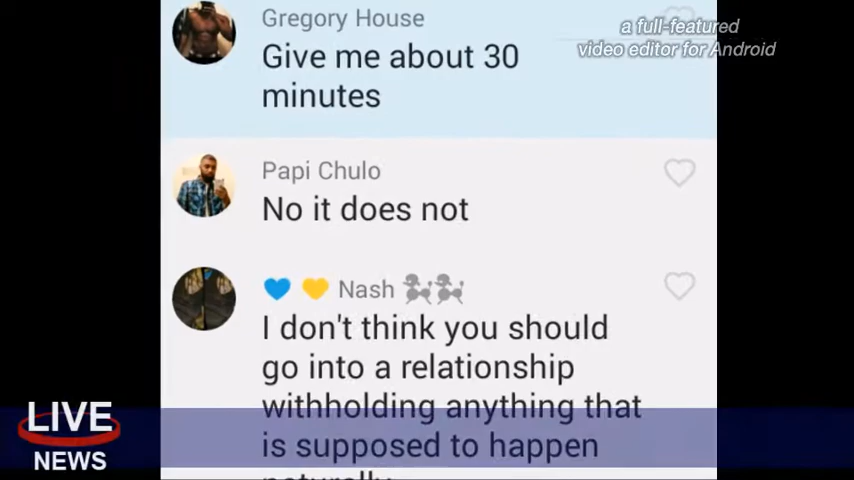 Gregory House
Give me about 30
minutes
a full-featured
video editor for Android
Papi Chulo
No it does not
💙 💛 Nash 🐩🐩
I don't think you should
go into a relationship
withholding anything that
is supposed to happen
naturally
LIVE
NEWS